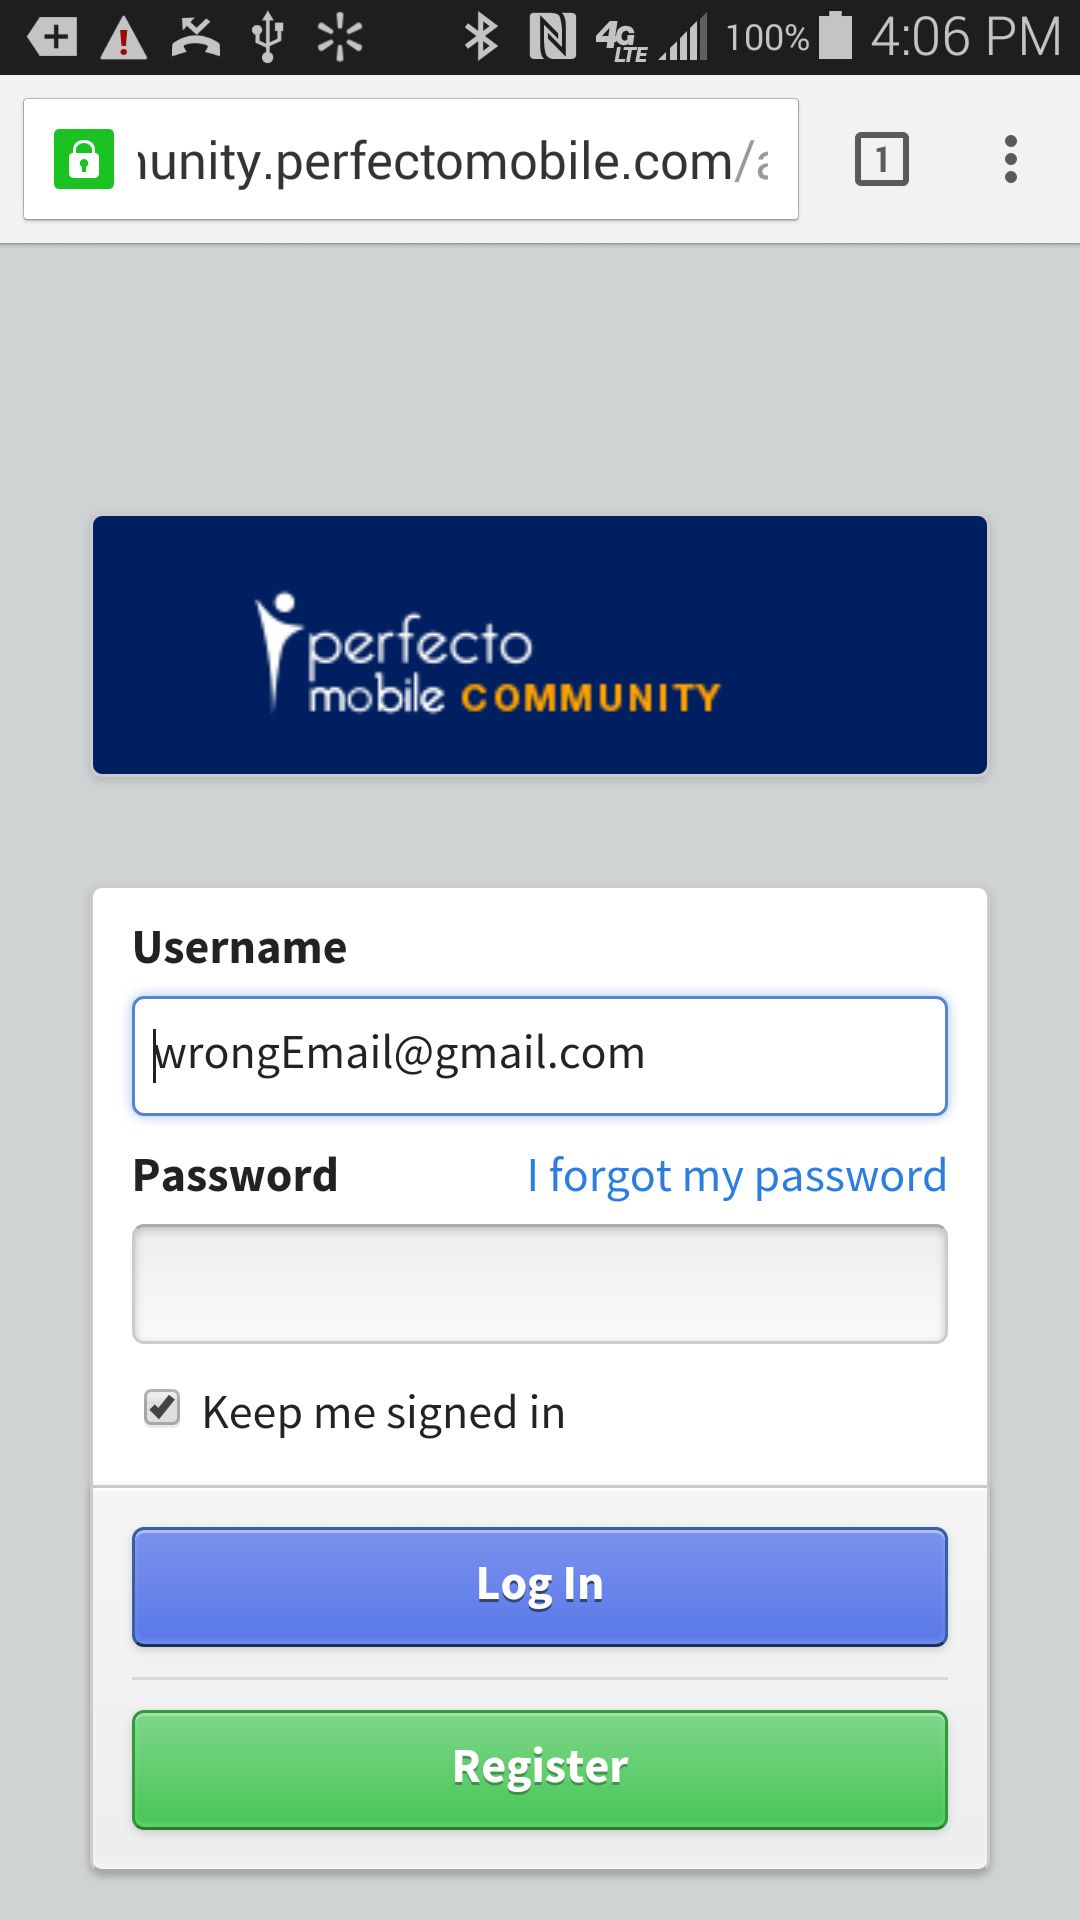 4G LTE 100% 4:06 PM
unity.perfectomobile.com/a
1
perfecto
mobile COMMUNITY
Username
wrongEmail@gmail.com
Password I forgot my password
Keep me signed in
Log In
Register